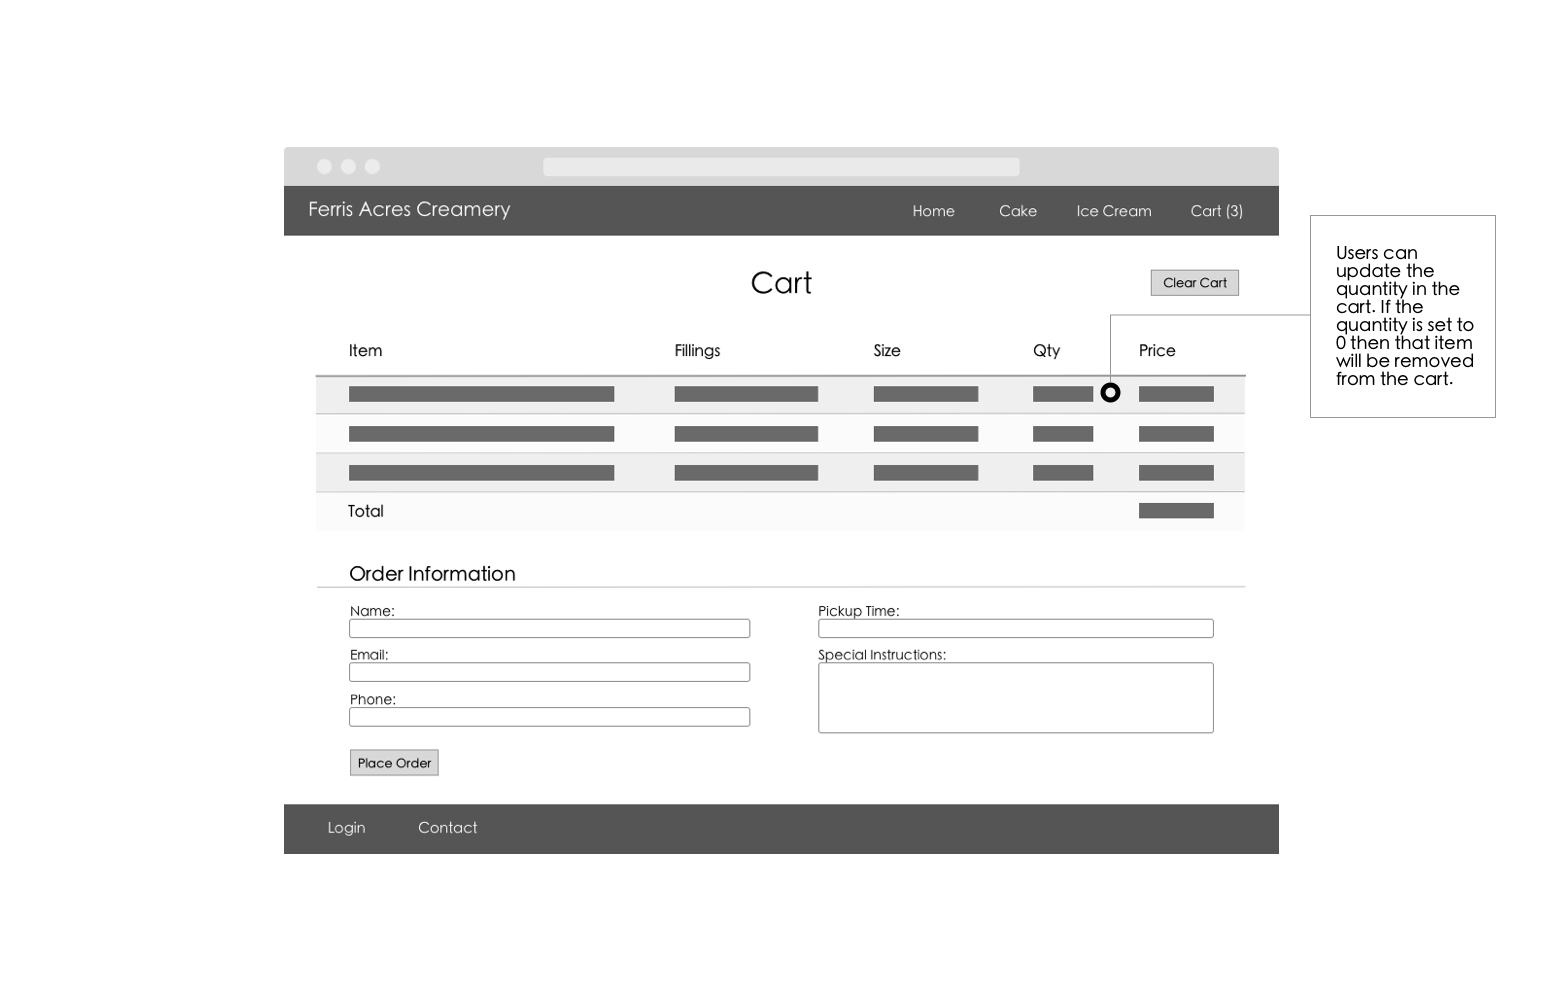 Ferris Acres Creamery
Home Cake Ice Cream Cart (3)
Cart
Clear Cart
Item Fillings Size Qty Price
Total
Order Information
Name:
Email:
Phone:
Pickup Time:
Special Instructions:
Place Order
Login Contact
Users can
update the
quantity in the
cart. If the
quantity is set to
0 then that item
will be removed
from the cart.